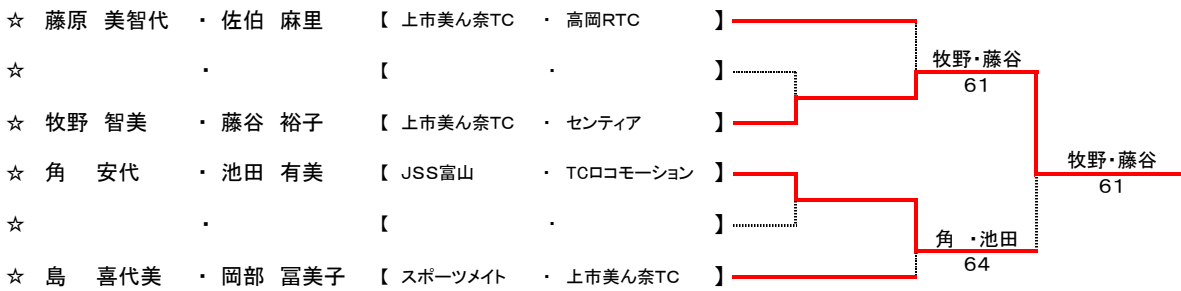 ☆ 藤原 美智代 ・ 佐伯 麻里 【 上市美ん奈TC ・ 高岡RTC 】
牧野・藤谷
☆ ・ 【 ・ 】
61
☆ 牧野 智美 ・ 藤谷 裕子 【 上市美ん奈TC ・ センティア 】
牧野・藤谷
☆ 角 安代 ・ 池田 有美 【 JSS富山 ・ TCロコモーション 】
61
☆ ・ 【 ・ 】
角 ・池田
64
☆ 島 喜代美 ・ 岡部 冨美子 【 スポーツメイト ・ 上市美ん奈TC 】